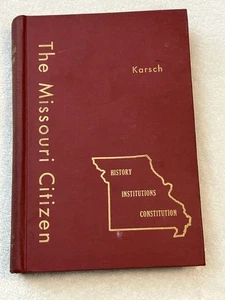 The Missouri Citizen
Karsch
HISTORY
INSTITUTIONS
CONSTITUTION